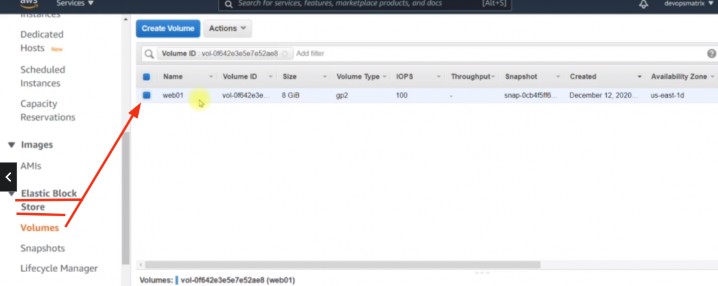 aws
Services
Search for services, features, marketplace products, and docs
[Alt+S]
devopsmatrix
Instances
Dedicated
Hosts New
Scheduled
Instances
Capacity
Reservations
Images
AMIs
Elastic Block
Store
Volumes
Snapshots
Lifecycle Manager
Create Volume
Actions
Volume ID : vol-0f642e3e5e7e52ae8
Add filter
Name Volume ID Size Volume Type IOPS Throughput Snapshot Created Availability Zone
web01 vol-0f642e3e... 8 GiB gp2 100 - snap-0cb4f5ff6... December 12, 2020... us-east-1d
Volumes: vol-0f642e3e5e7e52ae8 (web01)